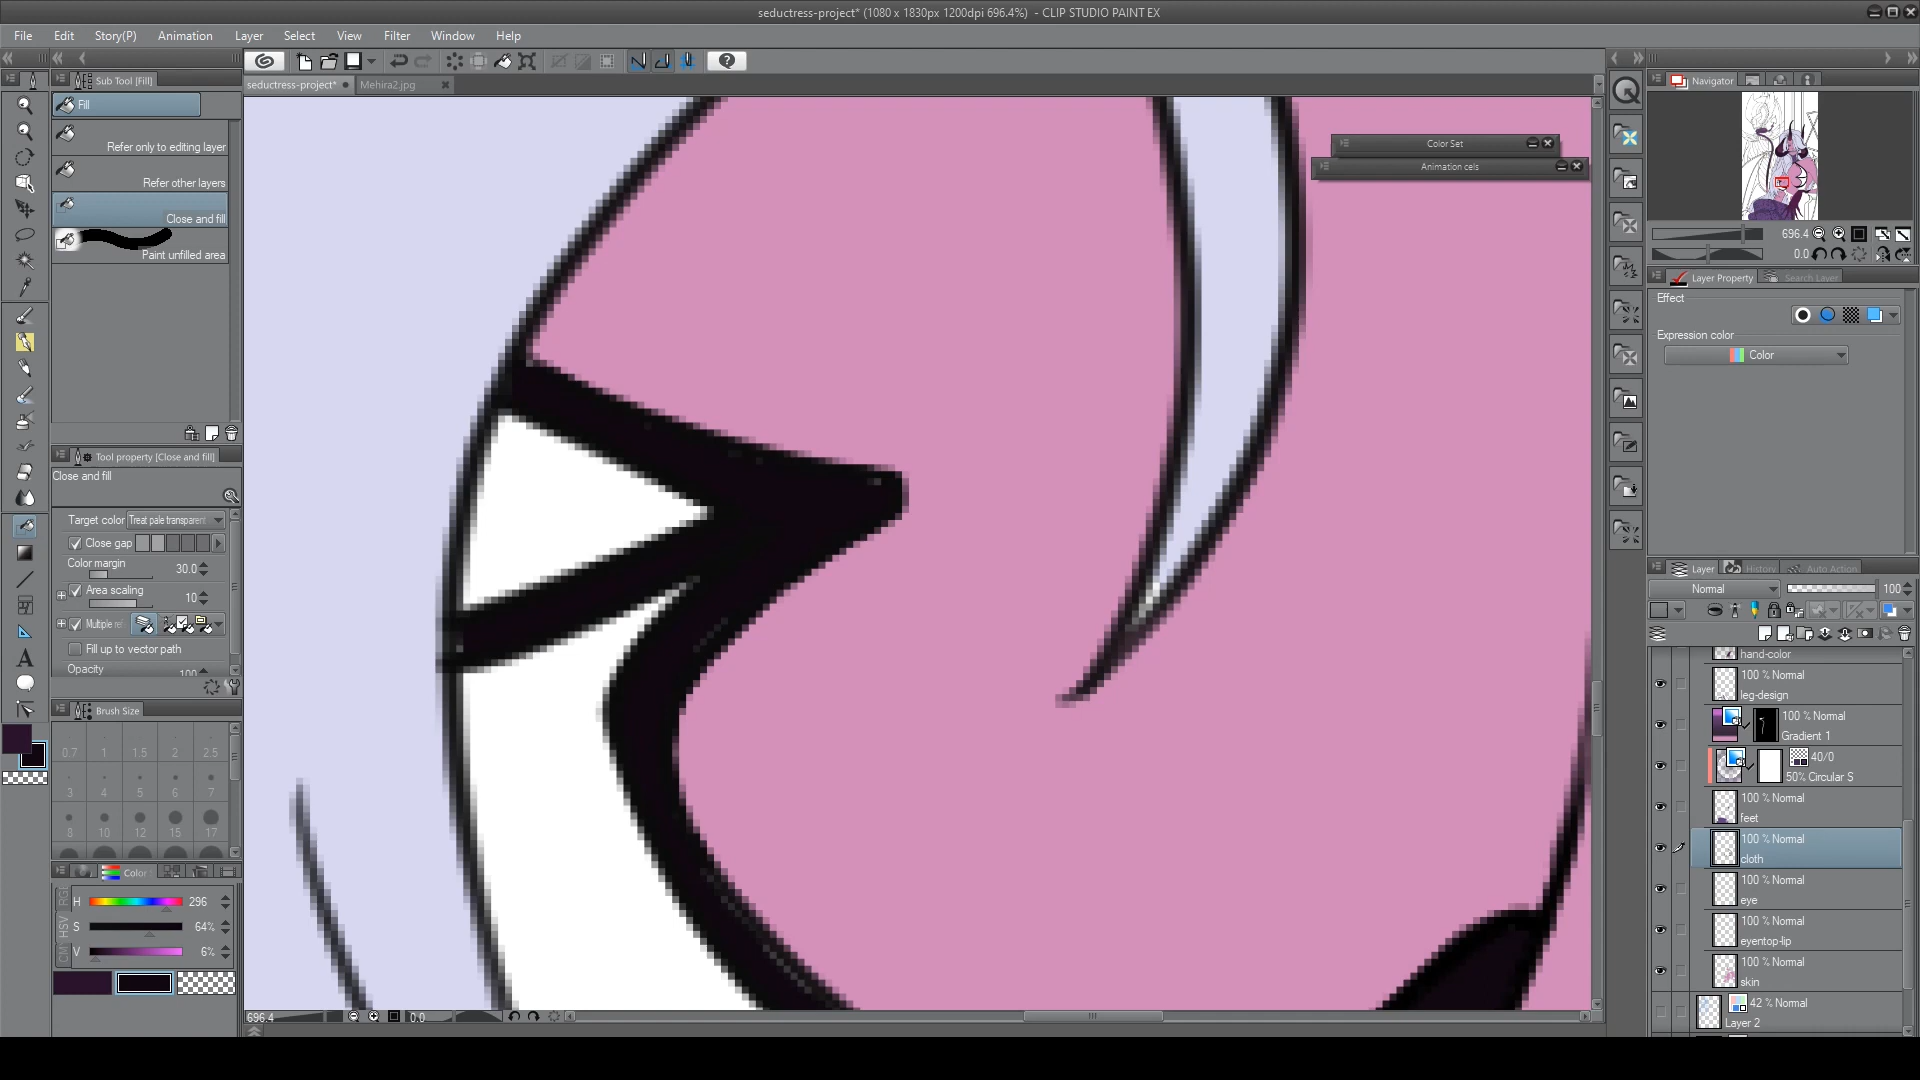 seductress-project* (1080 x 1830px 1200dpi 696.4%) - CLIP STUDIO PAINT EX
File Edit Story(P) Animation Layer Select View Filter Window Help
Sub Tool [Fill]
seductress-project*
Mehira2.jpg
Fill
Refer only to editing layer
Refer other layers
Close and fill
Paint unfilled area
Color Set
Animation cels
Navigator
696.4
0.0
Layer Property
Search Layer
Effect
Expression color
Color
Tool property [Close and fill]
Close and fill
Target color Treat pale transparent
Close gap
Color margin
30.0
Area scaling
10
Multiple re
Fill up to vector path
Opacity
100
Brush Size
0.7 1 1.5 2 2.5
3 4 5 6 7
8 10 12 15 17
Color
RGB
HSV
CM
H 296
S 64%
V 6%
A
Layer
History
Auto Action
Normal
100
hand-color
100 % Normal
leg-design
100 % Normal
Gradient 1
40/0
50% Circular S
100 % Normal
feet
100 % Normal
cloth
100 % Normal
eye
100 % Normal
eyentop-lip
100 % Normal
skin
42 % Normal
Layer 2
696.4
0.0